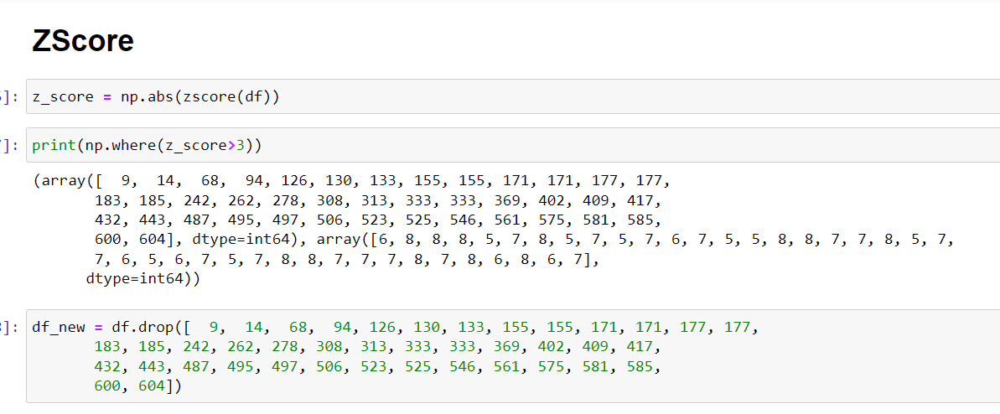 ZScore
]: z_score = np.abs(zscore(df))
]: print(np.where(z_score>3))
(array([  9,  14,  68,  94, 126, 130, 133, 155, 155, 171, 171, 177, 177,
183, 185, 242, 262, 278, 308, 313, 333, 333, 369, 402, 409, 417,
432, 443, 487, 495, 497, 506, 523, 525, 546, 561, 575, 581, 585,
600, 604], dtype=int64), array([6, 8, 8, 8, 5, 7, 8, 5, 7, 5, 7, 6, 7, 5, 5, 8, 8, 7, 7, 8, 5, 7,
7, 6, 5, 6, 7, 5, 7, 8, 8, 7, 7, 7, 8, 7, 8, 6, 8, 6, 7],
dtype=int64))
]: df_new = df.drop([  9,  14,  68,  94, 126, 130, 133, 155, 155, 171, 171, 177, 177,
183, 185, 242, 262, 278, 308, 313, 333, 333, 369, 402, 409, 417,
432, 443, 487, 495, 497, 506, 523, 525, 546, 561, 575, 581, 585,
600, 604])